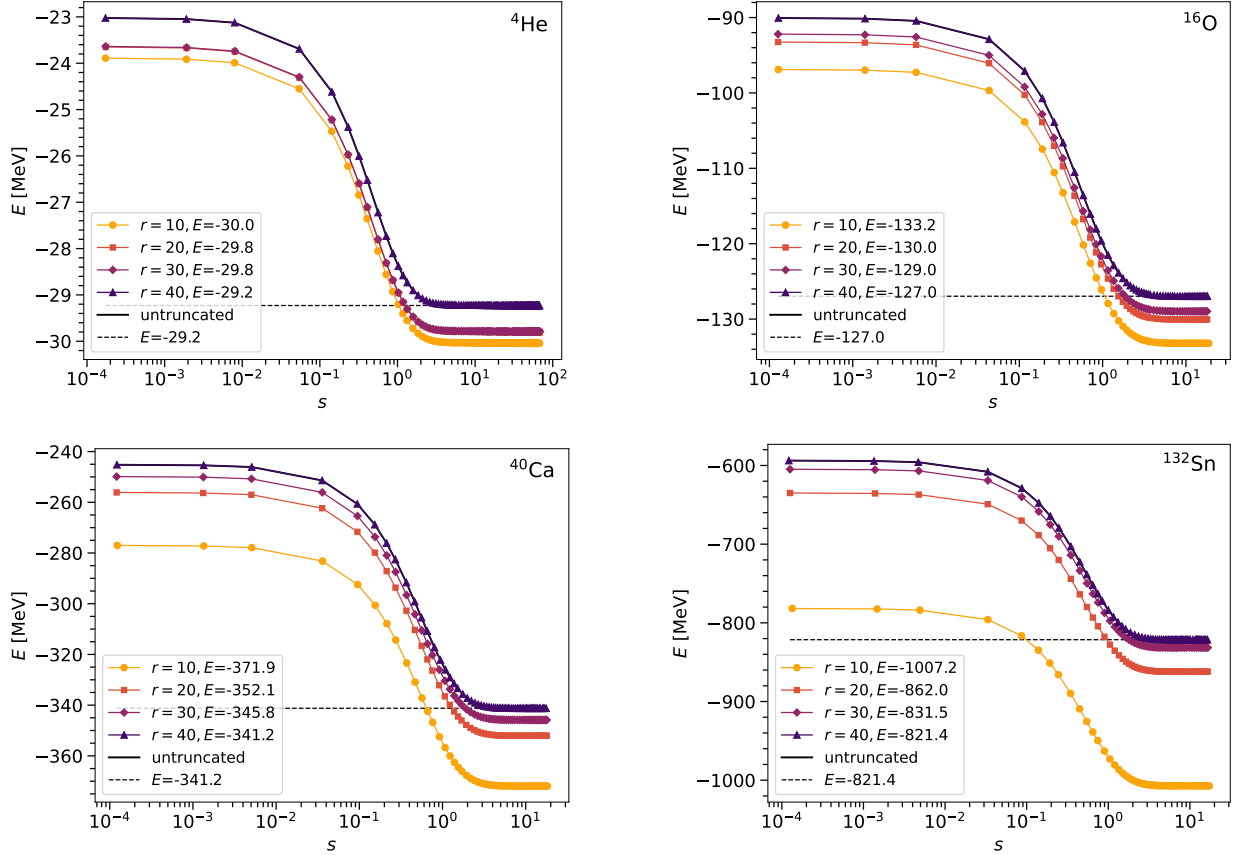 ⁴He
E [MeV]
−23
−24
−25
−26
−27
−28
−29
−30
r = 10, E=-30.0
r = 20, E=-29.8
r = 30, E=-29.8
r = 40, E=-29.2
untruncated
E=-29.2
10⁻⁴ 10⁻³ 10⁻² 10⁻¹ 10⁰ 10¹ 10²
s
¹⁶O
E [MeV]
−90
−100
−110
−120
−130
r = 10, E=-133.2
r = 20, E=-130.0
r = 30, E=-129.0
r = 40, E=-127.0
untruncated
E=-127.0
10⁻⁴ 10⁻³ 10⁻² 10⁻¹ 10⁰ 10¹
s
⁴⁰Ca
E [MeV]
−240
−260
−280
−300
−320
−340
−360
r = 10, E=-371.9
r = 20, E=-352.1
r = 30, E=-345.8
r = 40, E=-341.2
untruncated
E=-341.2
10⁻⁴ 10⁻³ 10⁻² 10⁻¹ 10⁰ 10¹
s
¹³²Sn
E [MeV]
−600
−700
−800
−900
−1000
r = 10, E=-1007.2
r = 20, E=-862.0
r = 30, E=-831.5
r = 40, E=-821.4
untruncated
E=-821.4
10⁻⁴ 10⁻³ 10⁻² 10⁻¹ 10⁰ 10¹
s